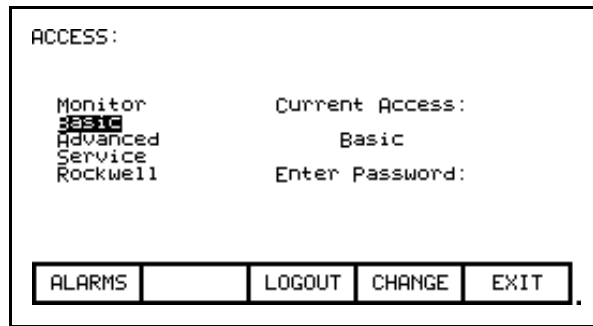 ACCESS:
Monitor
Basic
Advanced
Service
Rockwell
Current Access:
Basic
Enter Password:
ALARMS LOGOUT CHANGE EXIT .